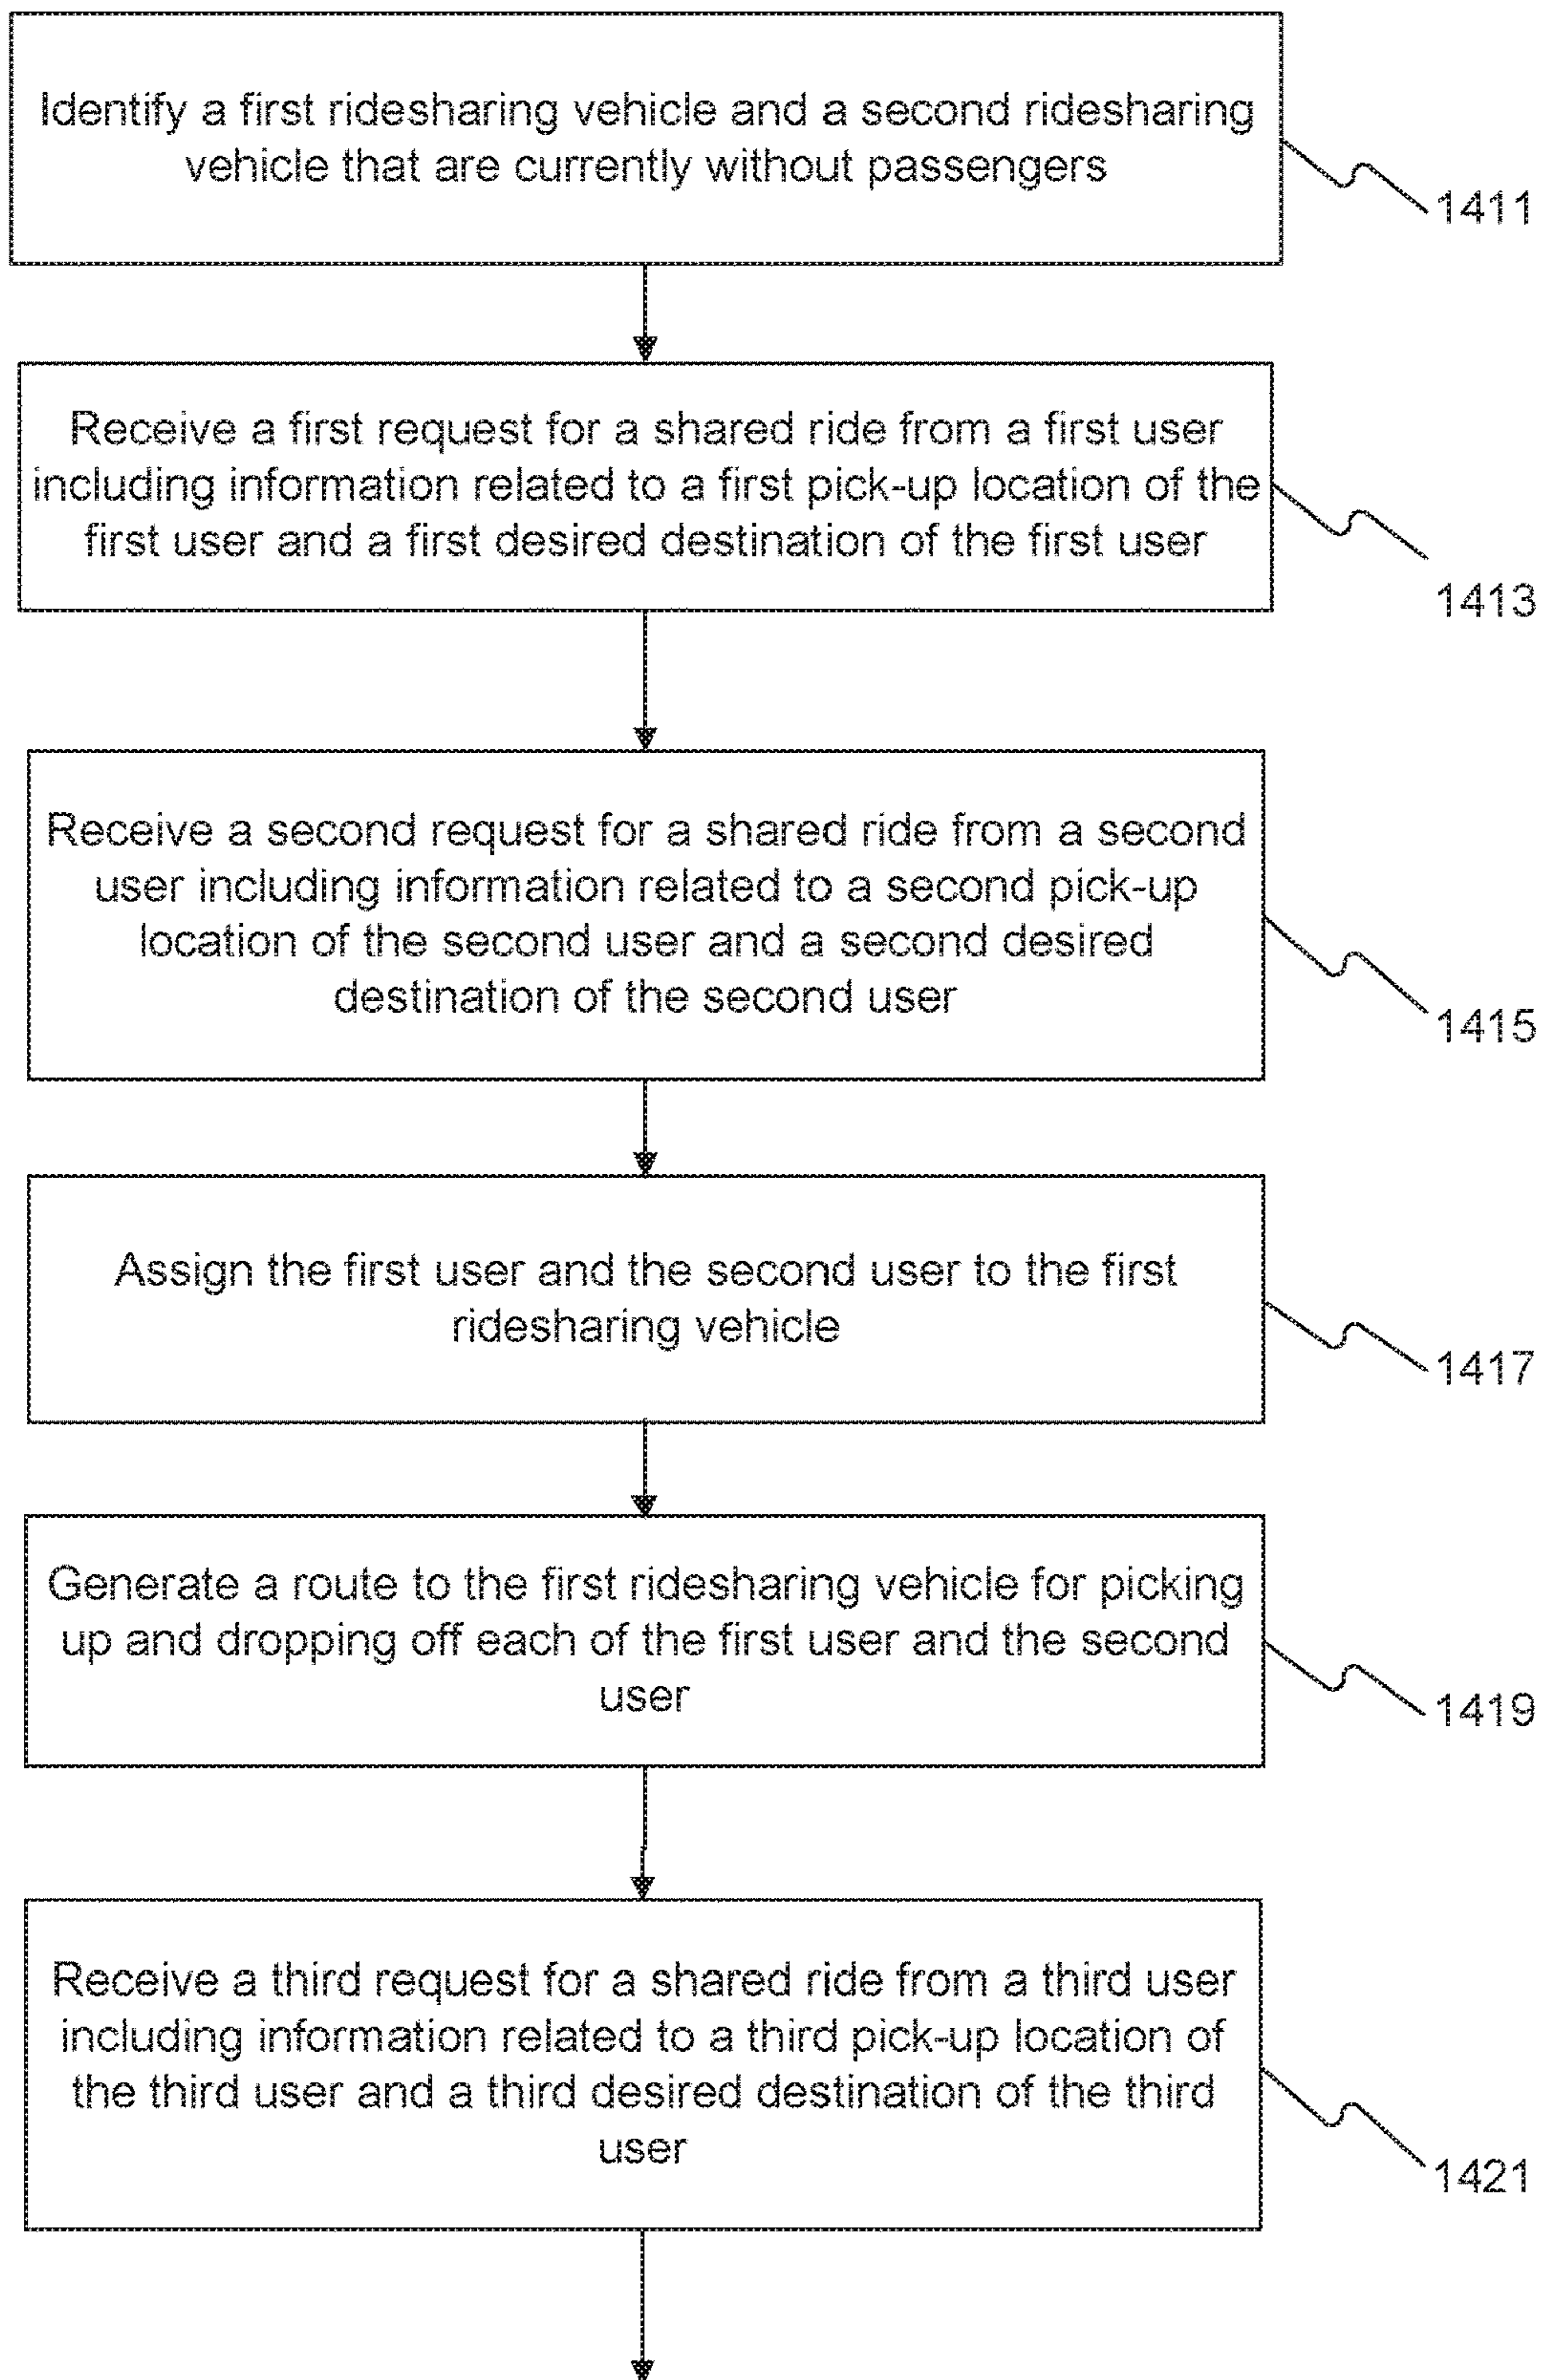 Identify a first ridesharing vehicle and a second ridesharing
vehicle that are currently without passengers
1411
Receive a first request for a shared ride from a first user
including information related to a first pick-up location of the
first user and a first desired destination of the first user
1413
Receive a second request for a shared ride from a second
user including information related to a second pick-up
location of the second user and a second desired
destination of the second user
1415
Assign the first user and the second user to the first
ridesharing vehicle
1417
Generate a route to the first ridesharing vehicle for picking
up and dropping off each of the first user and the second
user
1419
Receive a third request for a shared ride from a third user
including information related to a third pick-up location of
the third user and a third desired destination of the third
user
1421